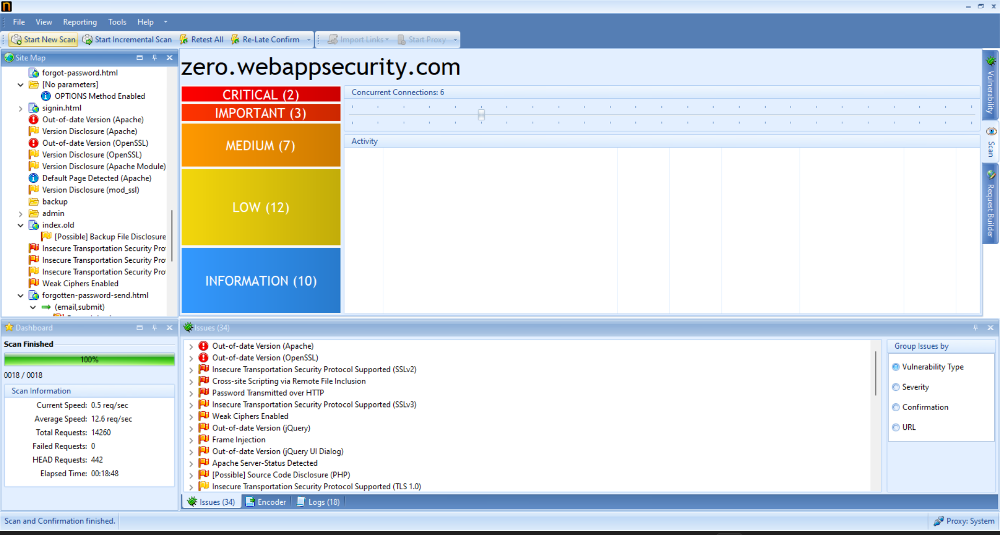 n
File View Reporting Tools Help
Start New Scan Start Incremental Scan Retest All Re-Late Confirm Import Links Start Proxy
Site Map
forgot-password.html
[No parameters]
OPTIONS Method Enabled
signin.html
Out-of-date Version (Apache)
Version Disclosure (Apache)
Out-of-date Version (OpenSSL)
Version Disclosure (OpenSSL)
Version Disclosure (Apache Module)
Default Page Detected (Apache)
Version Disclosure (mod_ssl)
backup
admin
index.old
[Possible] Backup File Disclosure
Insecure Transportation Security Pro
Insecure Transportation Security Pro
Insecure Transportation Security Pro
Weak Ciphers Enabled
forgotten-password-send.html
(email,submit)
zero.webappsecurity.com
CRITICAL (2)
IMPORTANT (3)
MEDIUM (7)
LOW (12)
INFORMATION (10)
Concurrent Connections: 6
Activity
Vulnerability
Scan
Request Builder
Dashboard
Scan Finished
100%
0018 / 0018
Scan Information
Current Speed: 0.5 req/sec
Average Speed: 12.6 req/sec
Total Requests: 14260
Failed Requests: 0
HEAD Requests: 442
Elapsed Time: 00:18:48
Issues (34)
Out-of-date Version (Apache)
Out-of-date Version (OpenSSL)
Insecure Transportation Security Protocol Supported (SSLv2)
Cross-site Scripting via Remote File Inclusion
Password Transmitted over HTTP
Insecure Transportation Security Protocol Supported (SSLv3)
Weak Ciphers Enabled
Out-of-date Version (jQuery)
Frame Injection
Out-of-date Version (jQuery UI Dialog)
Apache Server-Status Detected
[Possible] Source Code Disclosure (PHP)
Insecure Transportation Security Protocol Supported (TLS 1.0)
Group Issues by
Vulnerability Type
Severity
Confirmation
URL
Issues (34) Encoder Logs (18)
Scan and Confirmation finished.
Proxy: System